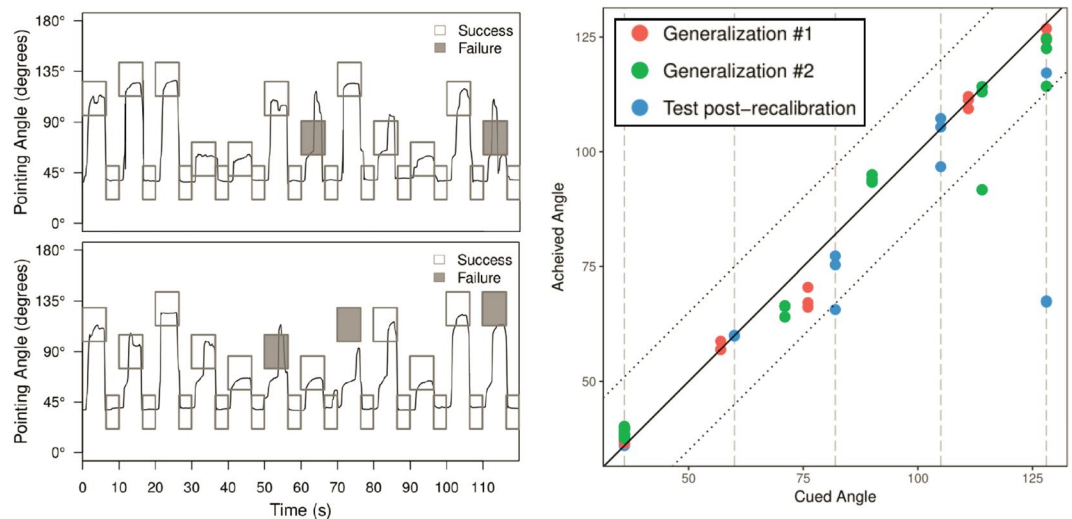 180°
135°
90°
45°
0°
Pointing Angle (degrees)
Success
Failure
180°
135°
90°
45°
0°
Pointing Angle (degrees)
Success
Failure
0 10 20 30 40 50 60 70 80 90 100 110
Time (s)
Generalization #1
Generalization #2
Test post-recalibration
125
100
75
50
Acheived Angle
50 75 100 125
Cued Angle